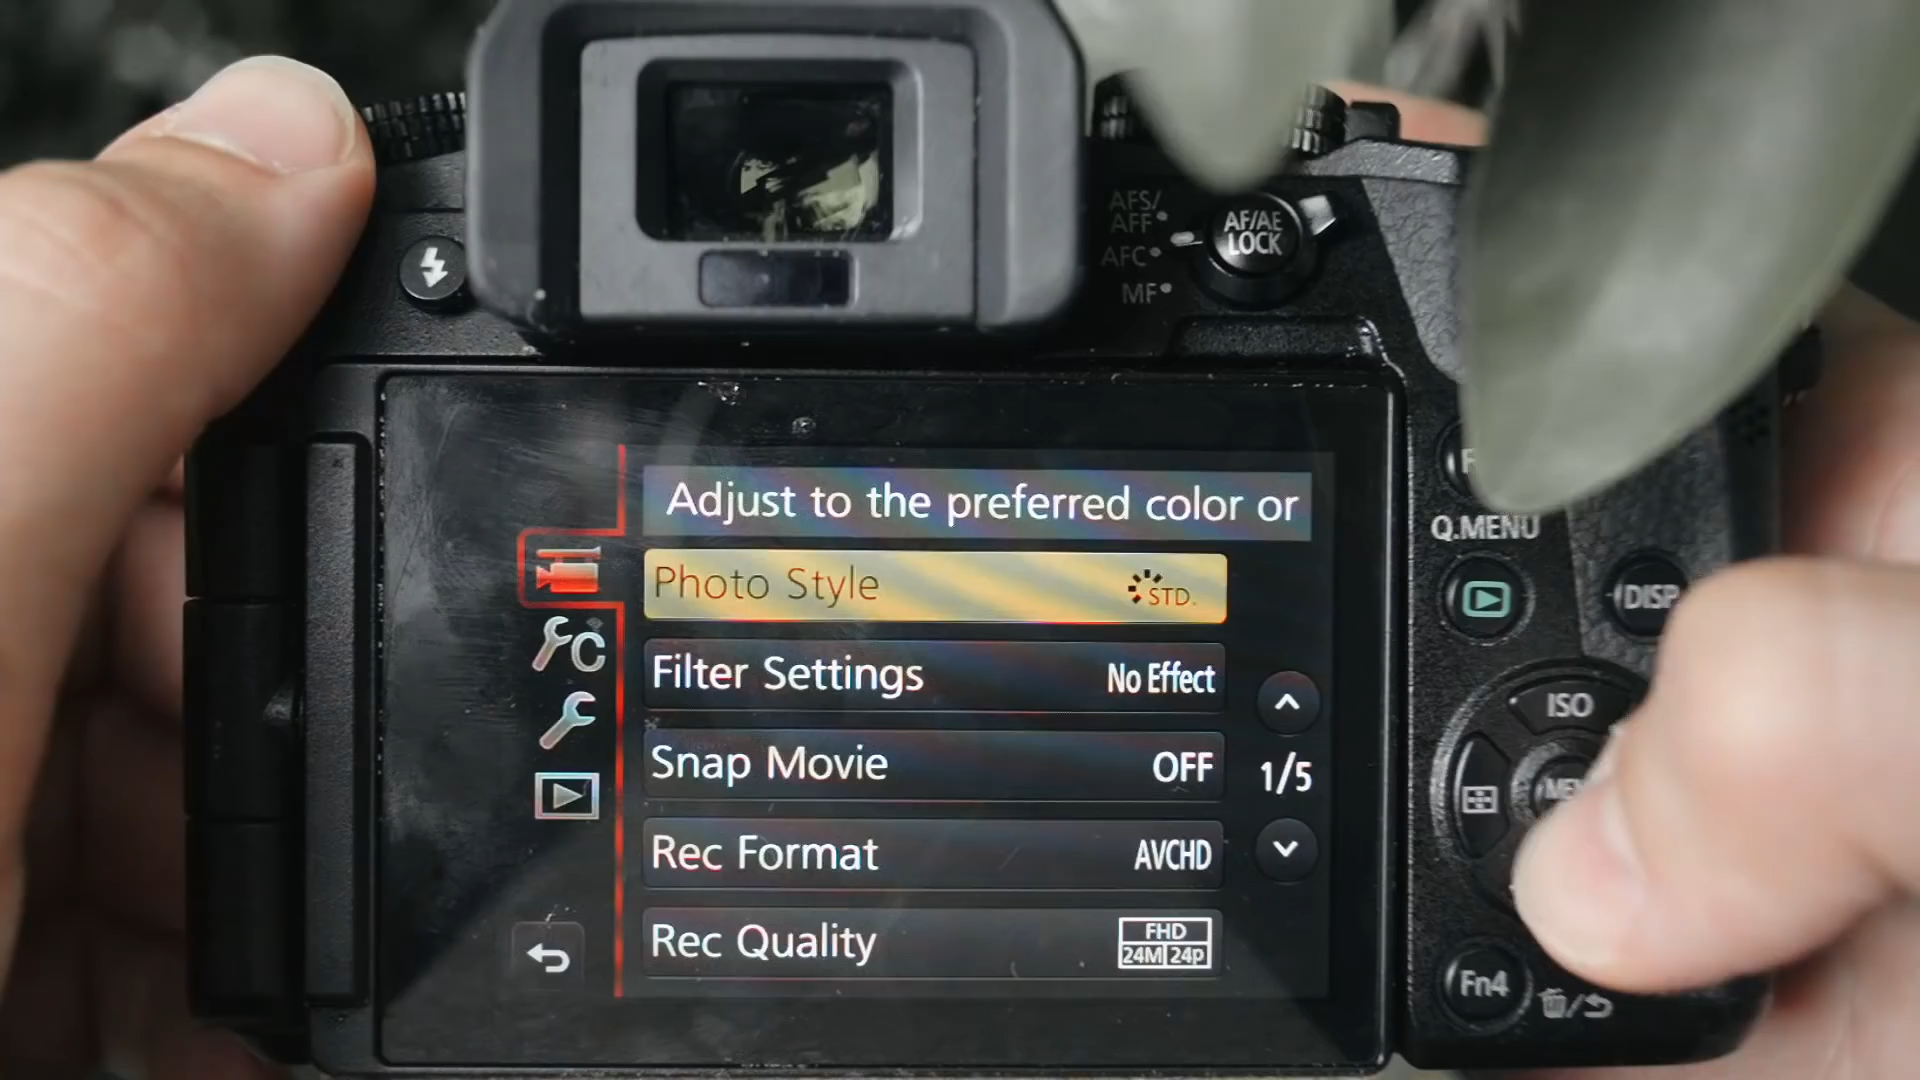 AFS/
AFF
AF/AE
LOCK
AFC
MF
Adjust to the preferred color or
Q.MENU
Photo Style STD.
DISP.
C
Filter Settings No Effect
ISO
Snap Movie OFF
1/5
Rec Format AVCHD
Rec Quality FHD
24M 24p
Fn4